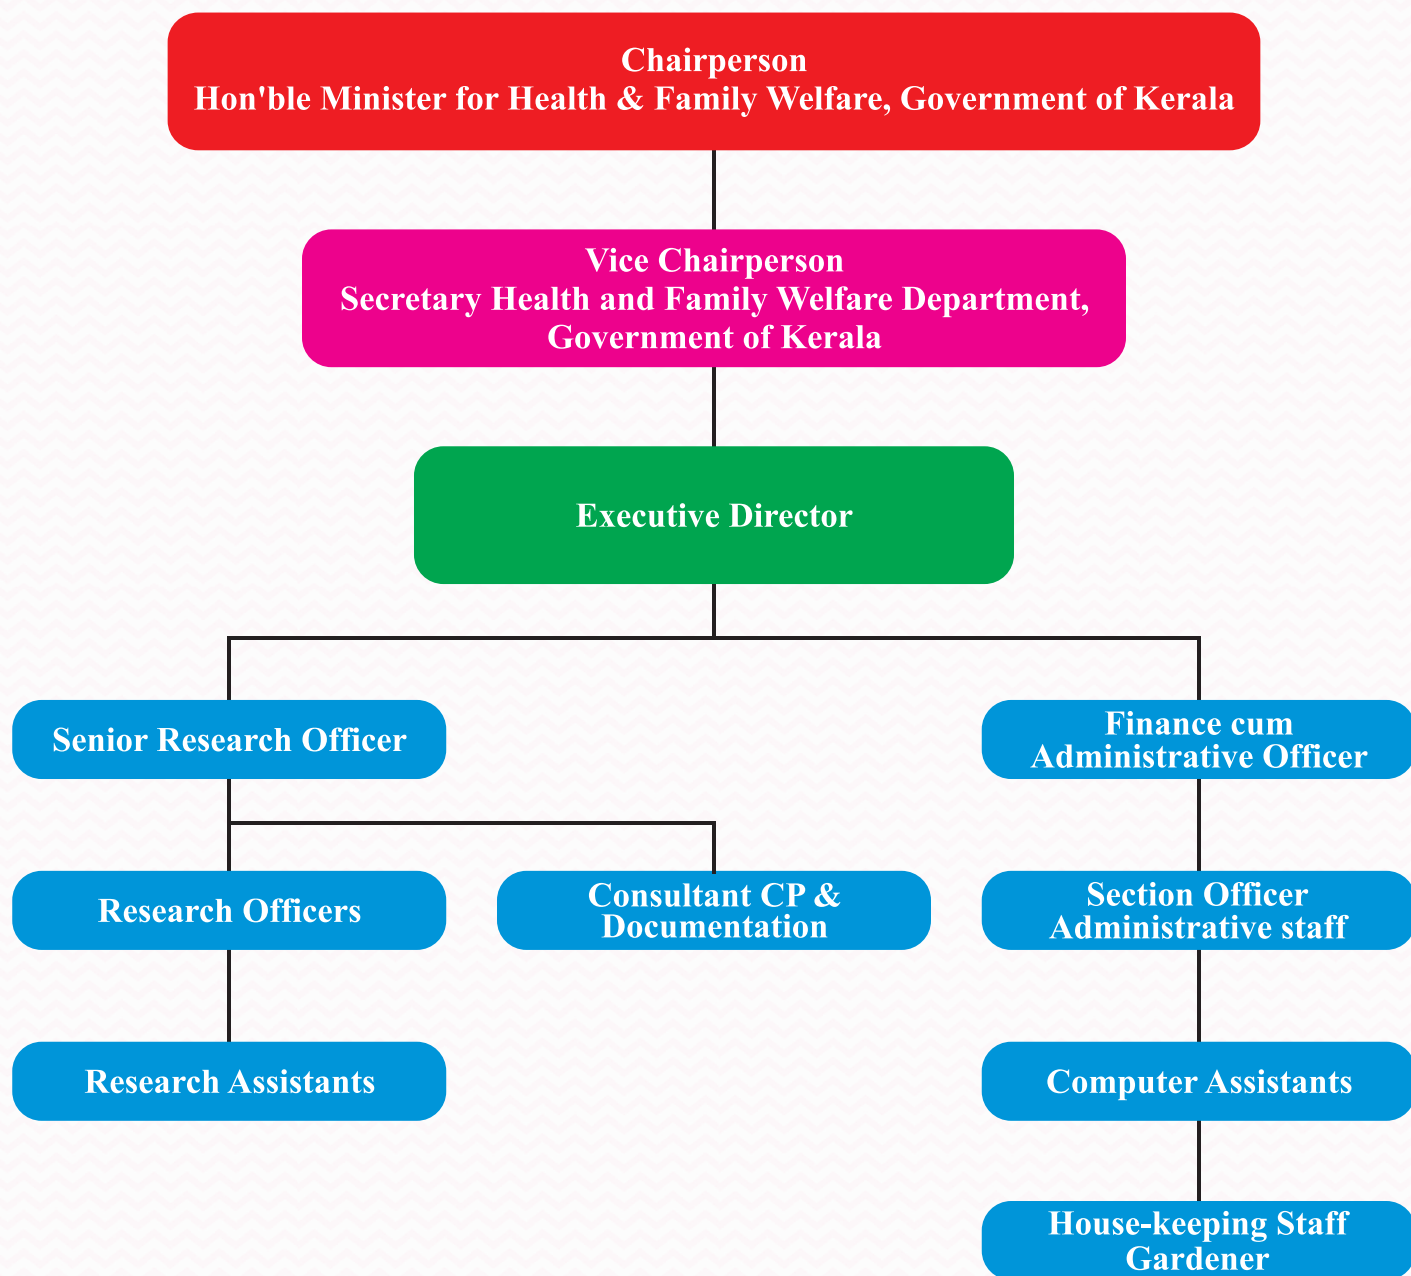 Chairperson
Hon'ble Minister for Health & Family Welfare, Government of Kerala
Vice Chairperson
Secretary Health and Family Welfare Department,
Government of Kerala
Executive Director
Senior Research Officer
Finance cum
Administrative Officer
Research Officers
Consultant CP &
Documentation
Section Officer
Administrative staff
Research Assistants
Computer Assistants
House-keeping Staff
Gardener